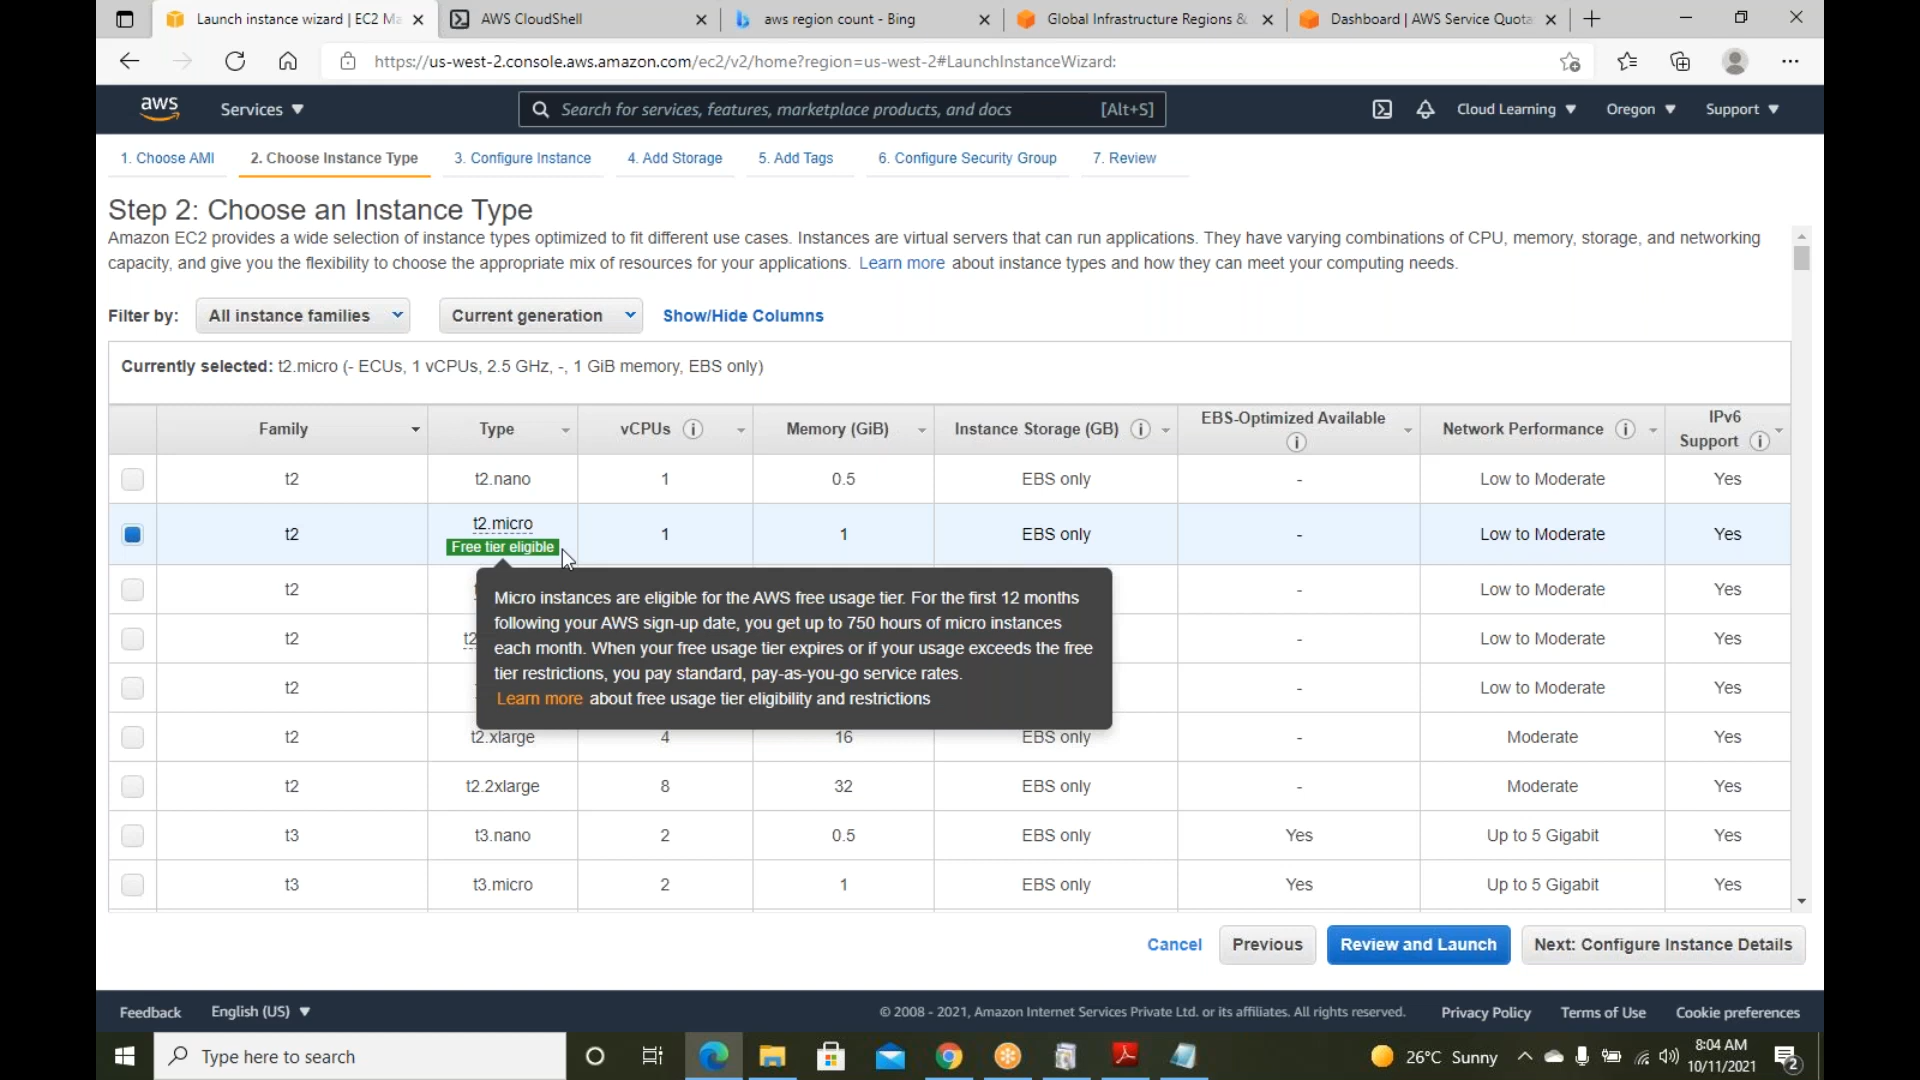 Launch instance wizard | EC2 Ma
AWS CloudShell
aws region count - Bing
Global Infrastructure Regions &
Dashboard | AWS Service Quota
https://us-west-2.console.aws.amazon.com/ec2/v2/home?region=us-west-2#LaunchInstanceWizard:
aws
Services
Search for services, features, marketplace products, and docs
[Alt+S]
Cloud Learning
Oregon
Support
1. Choose AMI
2. Choose Instance Type
3. Configure Instance
4. Add Storage
5. Add Tags
6. Configure Security Group
7. Review
Step 2: Choose an Instance Type
Amazon EC2 provides a wide selection of instance types optimized to fit different use cases. Instances are virtual servers that can run applications. They have varying combinations of CPU, memory, storage, and networking
capacity, and give you the flexibility to choose the appropriate mix of resources for your applications. Learn more about instance types and how they can meet your computing needs.
Filter by:
All instance families
Current generation
Show/Hide Columns
Currently selected: t2.micro (- ECUs, 1 vCPUs, 2.5 GHz, -, 1 GiB memory, EBS only)
Family Type vCPUs Memory (GiB) Instance Storage (GB) EBS-Optimized Available Network Performance IPv6 Support
t2 t2.nano 1 0.5 EBS only - Low to Moderate Yes
t2 t2.micro 1 1 EBS only - Low to Moderate Yes
Free tier eligible
t2 - Low to Moderate Yes
t2 t2 - Low to Moderate Yes
t2 - Low to Moderate Yes
Micro instances are eligible for the AWS free usage tier. For the first 12 months
following your AWS sign-up date, you get up to 750 hours of micro instances
each month. When your free usage tier expires or if your usage exceeds the free
tier restrictions, you pay standard, pay-as-you-go service rates.
Learn more about free usage tier eligibility and restrictions
t2 t2.xlarge 4 16 EBS only - Moderate Yes
t2 t2.2xlarge 8 32 EBS only - Moderate Yes
t3 t3.nano 2 0.5 EBS only Yes Up to 5 Gigabit Yes
t3 t3.micro 2 1 EBS only Yes Up to 5 Gigabit Yes
Cancel
Previous
Review and Launch
Next: Configure Instance Details
Feedback
English (US)
© 2008 - 2021, Amazon Internet Services Private Ltd. or its affiliates. All rights reserved.
Privacy Policy
Terms of Use
Cookie preferences
Type here to search
26°C Sunny
8:04 AM
10/11/2021
2